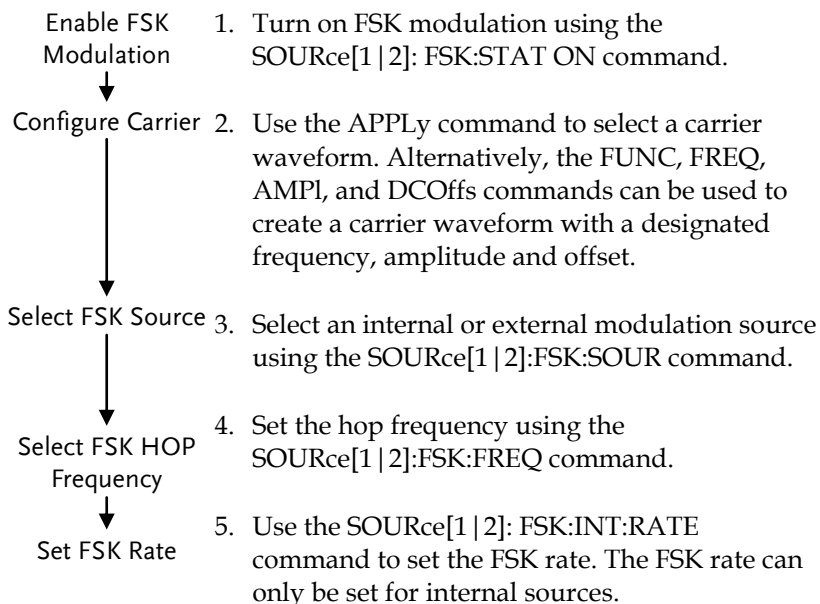 Enable FSK
Modulation
1. Turn on FSK modulation using the
SOURce[1|2]: FSK:STAT ON command.
Configure Carrier
2. Use the APPLy command to select a carrier
waveform. Alternatively, the FUNC, FREQ,
AMPl, and DCOffs commands can be used to
create a carrier waveform with a designated
frequency, amplitude and offset.
Select FSK Source
3. Select an internal or external modulation source
using the SOURce[1|2]:FSK:SOUR command.
Select FSK HOP
Frequency
4. Set the hop frequency using the
SOURce[1|2]:FSK:FREQ command.
Set FSK Rate
5. Use the SOURce[1|2]: FSK:INT:RATE
command to set the FSK rate. The FSK rate can
only be set for internal sources.